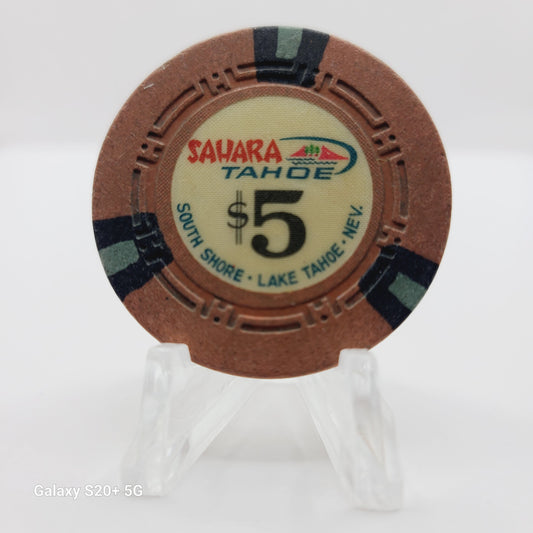 SAHARA
TAHOE
$5
SOUTH SHORE · LAKE TAHOE · NEV.
Galaxy S20+ 5G